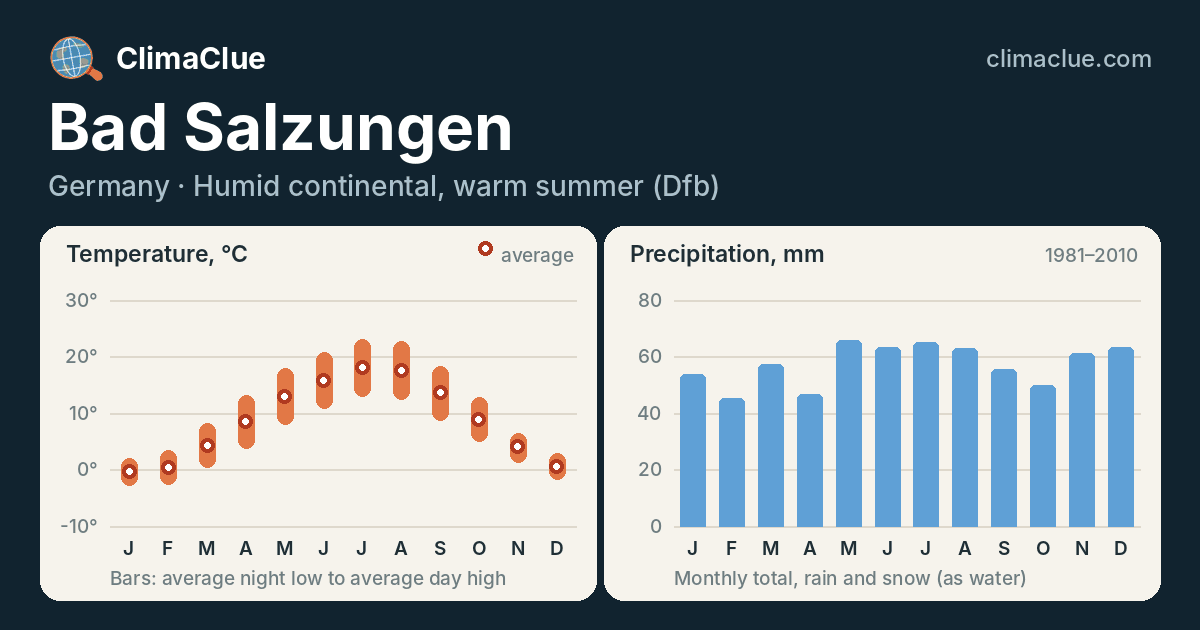 ClimaClue
climaclue.com
Bad Salzungen
Germany · Humid continental, warm summer (Dfb)
Temperature, °C
average
30°
20°
10°
0°
-10°
J F M A M J J A S O N D
Bars: average night low to average day high
Precipitation, mm
1981–2010
80
60
40
20
0
J F M A M J J A S O N D
Monthly total, rain and snow (as water)